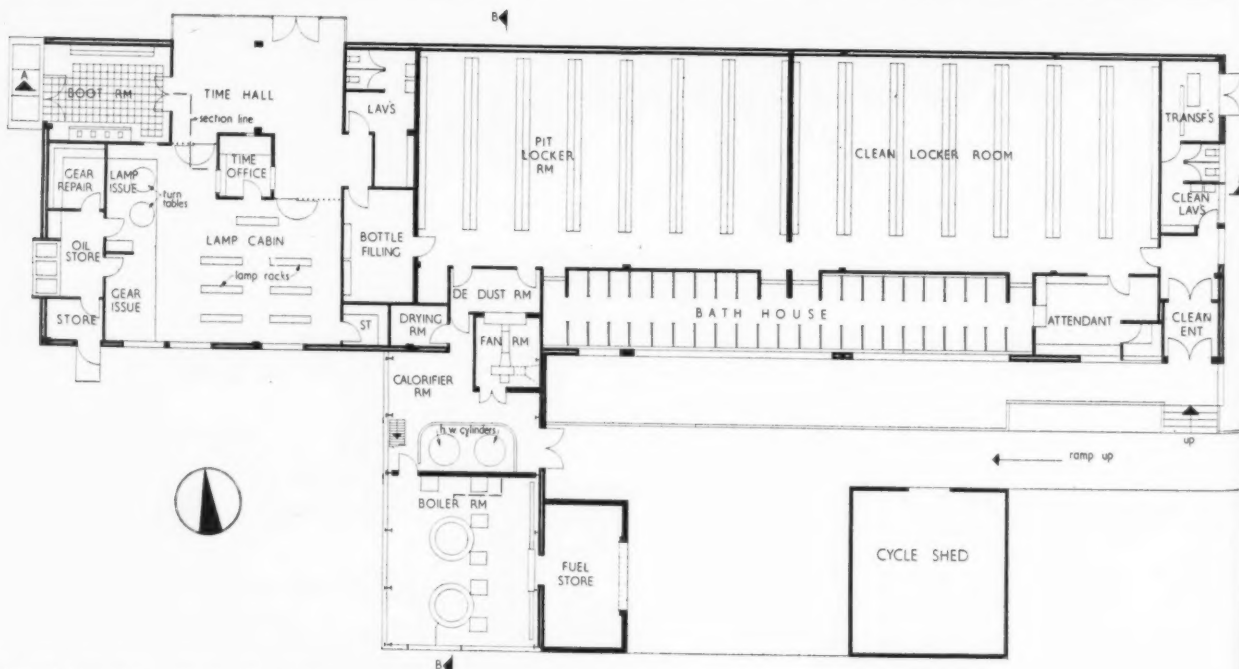 B
A
BOOT RM
TIME HALL
section line
LAV'S
PIT
LOCKER
RM
CLEAN LOCKER ROOM
TRANSF'S
GEAR
REPAIR
LAMP
ISSUE
turn
tables
TIME
OFFICE
CLEAN
LAV'S
OIL
STORE
LAMP CABIN
lamp racks
BOTTLE
FILLING
GEAR
ISSUE
STORE
ST
DRYING
RM
DE DUST RM
FAN RM
BATH HOUSE
ATTENDANT
CLEAN
ENT
CALORIFIER
RM
h.w. cylinders
up
ramp up
BOILER RM
FUEL
STORE
CYCLE SHED
B